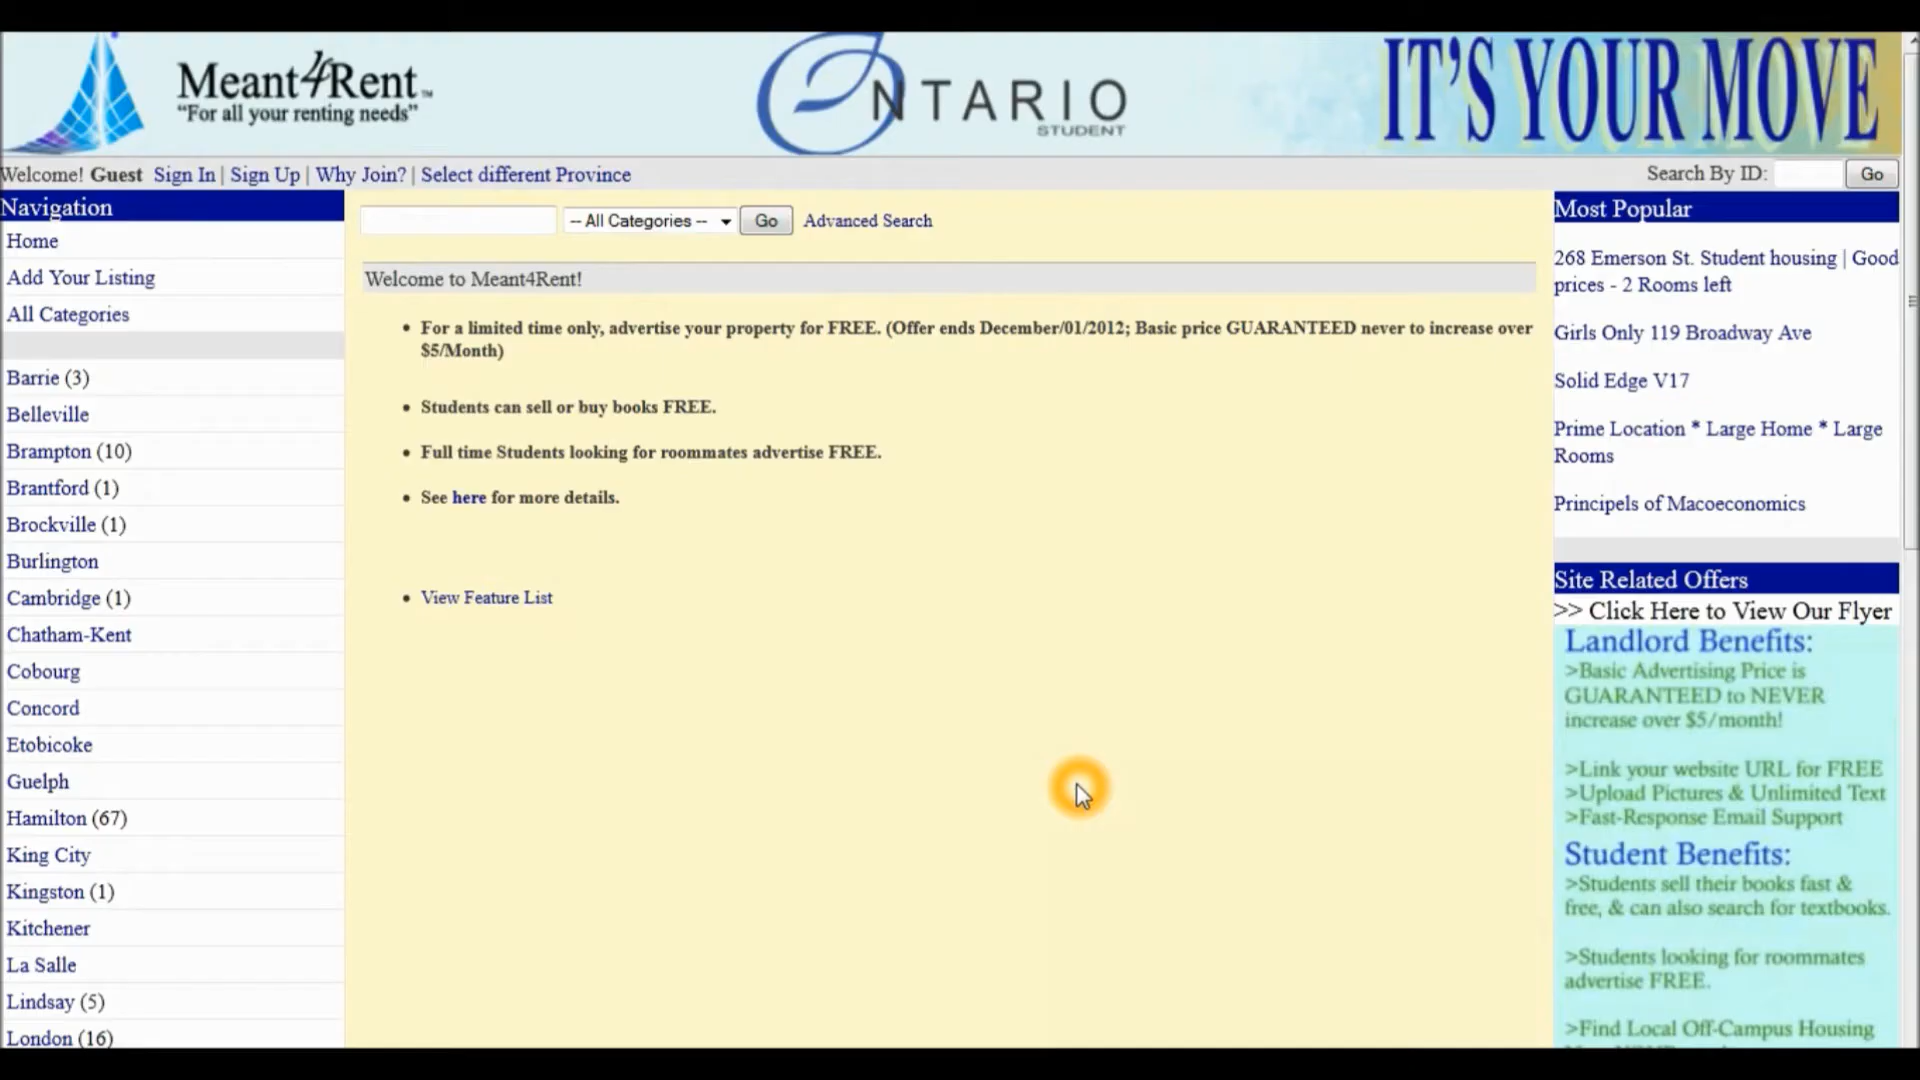 Meant4Rent™
"For all your renting needs"
ONTARIO
STUDENT
IT'S YOUR MOVE
Welcome! Guest Sign In | Sign Up | Why Join? | Select different Province
Search By ID: Go
Navigation
Home
Add Your Listing
All Categories
Barrie (3)
Belleville
Brampton (10)
Brantford (1)
Brockville (1)
Burlington
Cambridge (1)
Chatham-Kent
Cobourg
Concord
Etobicoke
Guelph
Hamilton (67)
King City
Kingston (1)
Kitchener
La Salle
Lindsay (5)
London (16)
-- All Categories -- Go Advanced Search
Welcome to Meant4Rent!
• For a limited time only, advertise your property for FREE. (Offer ends December/01/2012; Basic price GUARANTEED never to increase over
$5/Month)
• Students can sell or buy books FREE.
• Full time Students looking for roommates advertise FREE.
• See here for more details.
• View Feature List
Most Popular
268 Emerson St. Student housing | Good
prices - 2 Rooms left
Girls Only 119 Broadway Ave
Solid Edge V17
Prime Location * Large Home * Large
Rooms
Principels of Macoeconomics
Site Related Offers
>> Click Here to View Our Flyer
Landlord Benefits:
>Basic Advertising Price is
GUARANTEED to NEVER
increase over $5/month!
>Link your website URL for FREE
>Upload Pictures & Unlimited Text
>Fast-Response Email Support
Student Benefits:
>Students sell their books fast &
free, & can also search for textbooks.
>Students looking for roommates
advertise FREE.
>Find Local Off-Campus Housing